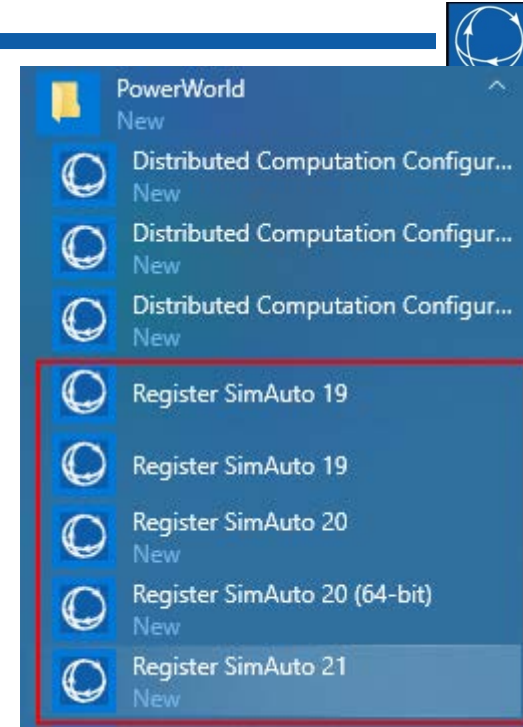 PowerWorld
New
Distributed Computation Configur...
New
Distributed Computation Configur...
New
Distributed Computation Configur...
New
Register SimAuto 19
Register SimAuto 19
Register SimAuto 20
New
Register SimAuto 20 (64-bit)
New
Register SimAuto 21
New